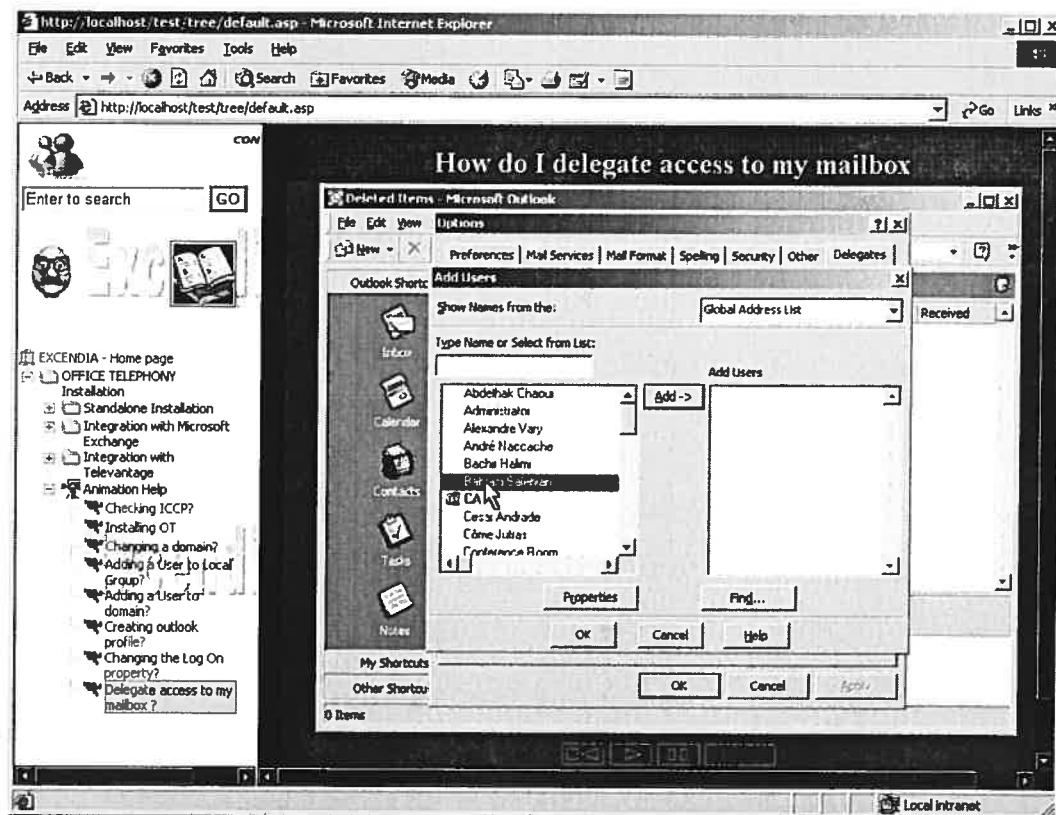 http://localhost/test/tree/default.asp - Microsoft Internet Explorer
File Edit View Favorites Tools Help
Back Search Favorites Media
Address http://localhost/test/tree/default.asp Go Links
CON
Enter to search GO
EXCENDIA - Home page
OFFICE TELEPHONY
Installation
Standalone Installation
Integration with Microsoft
Exchange
Integration with
Televantage
Animation Help
Checking ICCP?
Installing OT
Changing a domain?
Adding a User to Local
Group?
Adding a User to
domain?
Creating outlook
profile?
Changing the Log On
property?
Delegate access to my
mailbox ?
How do I delegate access to my mailbox
Deleted Items - Microsoft Outlook
File Edit View
New
Outlook Shortc
Inbox
Calendar
Contacts
Tasks
Notes
My Shortcuts
Other Shortcu
0 Items
Received
Options
Preferences Mail Services Mail Format Spelling Security Other Delegates
Add Users
Show Names from the: Global Address List
Type Name or Select from List:
Add Users
Add ->
Abdelhak Chaoui
Administrator
Alexandre Vary
André Naccache
Bachir Halimi
CA
Cesar Andrade
Côme Jutras
Conference Room
Properties Find...
OK Cancel Help
OK Cancel Apply
Local intranet